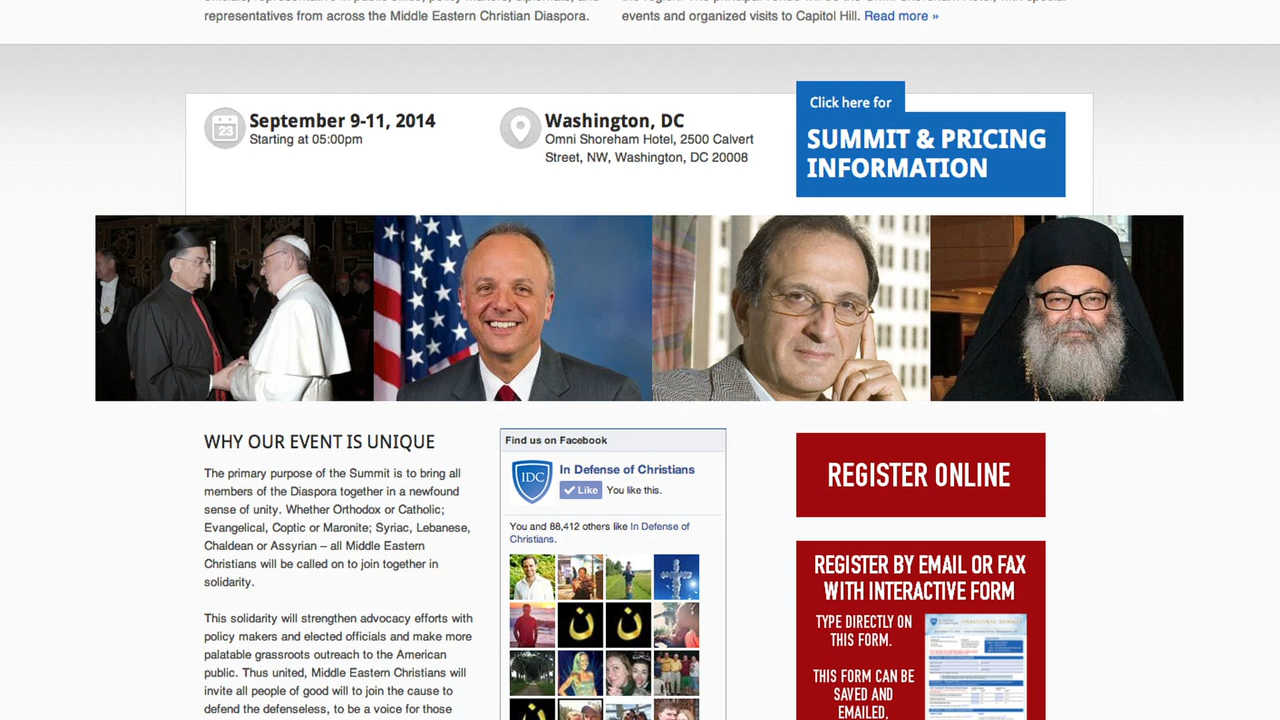 representatives from across the Middle Eastern Christian Diaspora.
events and organized visits to Capitol Hill. Read more »
23
September 9-11, 2014
Starting at 05:00pm
Washington, DC
Omni Shoreham Hotel, 2500 Calvert
Street, NW, Washington, DC 20008
Click here for
SUMMIT & PRICING
INFORMATION
WHY OUR EVENT IS UNIQUE
The primary purpose of the Summit is to bring all
members of the Diaspora together in a newfound
sense of unity. Whether Orthodox or Catholic;
Evangelical, Coptic or Maronite; Syriac, Lebanese,
Chaldean or Assyrian – all Middle Eastern
Christians will be called on to join together in
solidarity.
This solidarity will strengthen advocacy efforts with
policy makers and elected officials and make more
palatable media outreach to the American
public. Thus united, Middle Eastern Christians will
invite all people of good will to join the cause to
defend the defenseless, to be a voice for those
Find us on Facebook
IDC
In Defense of Christians
Like
You like this.
You and 88,412 others like In Defense of
Christians.
ن
ن
ن
REGISTER ONLINE
REGISTER BY EMAIL OR FAX
WITH INTERACTIVE FORM
TYPE DIRECTLY ON
THIS FORM.
THIS FORM CAN BE
SAVED AND
EMAILED,